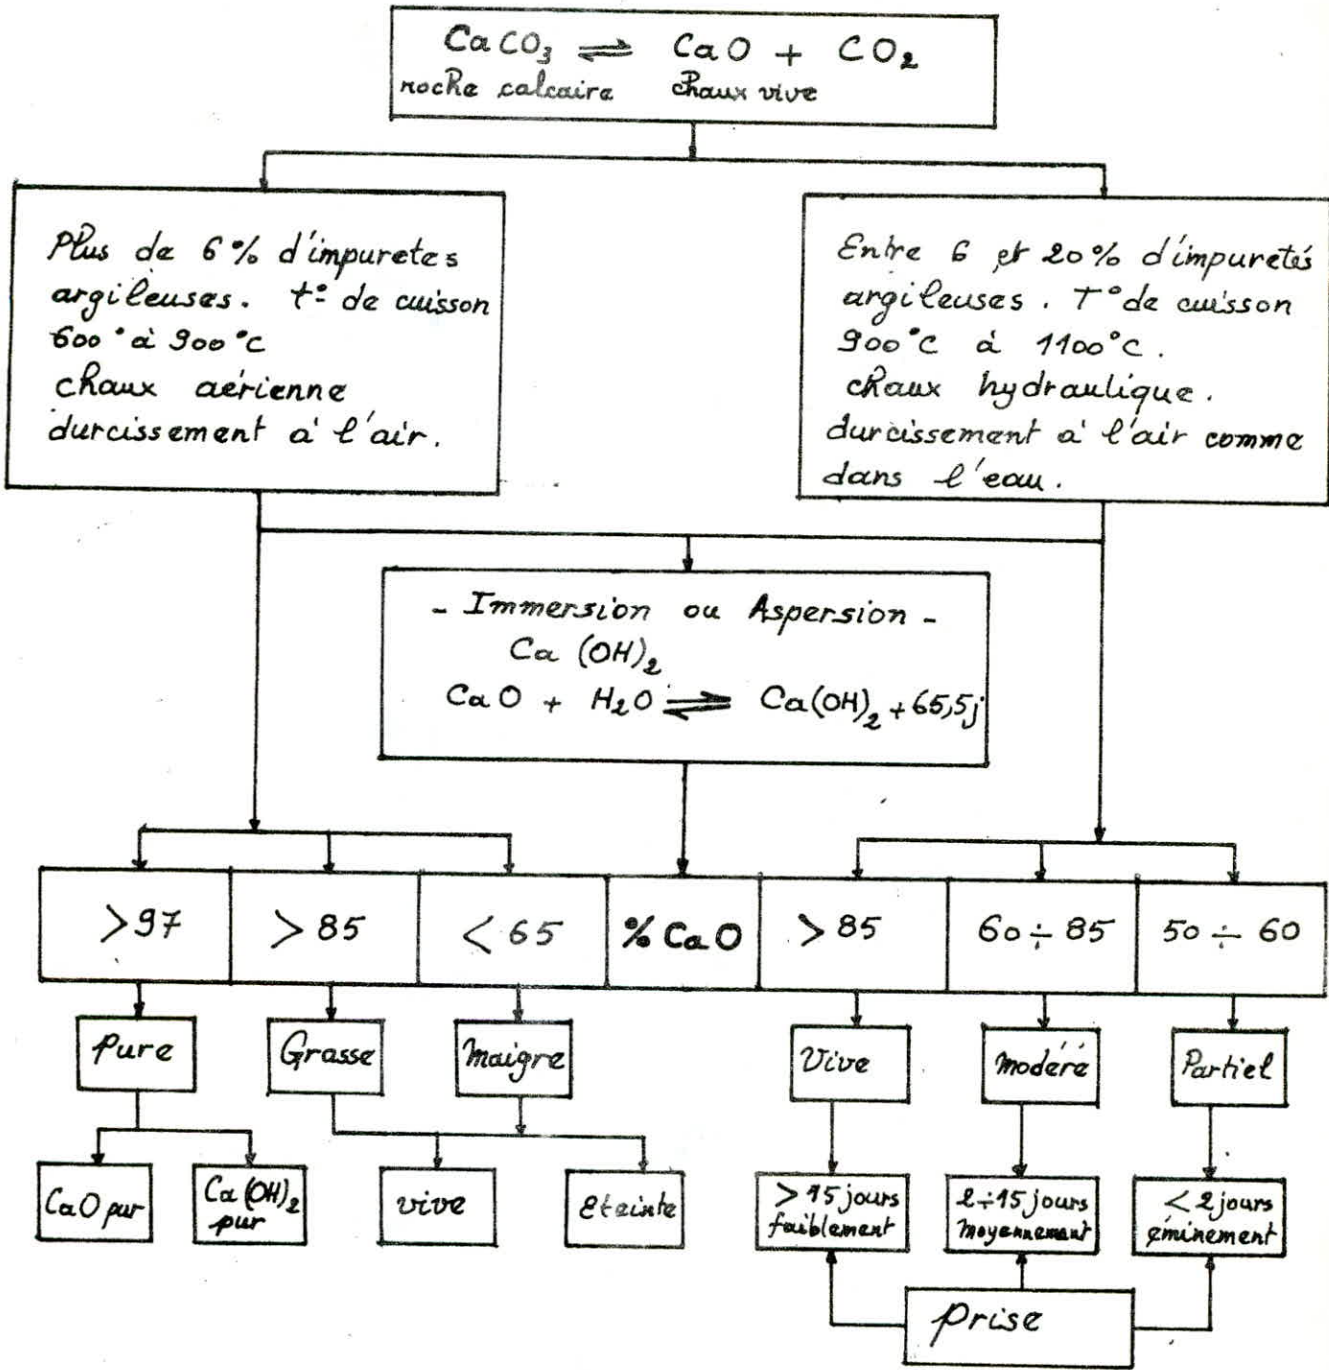 CaCO₃ ⇌ CaO + CO₂
roche calcaire chaux vive
Plus de 6% d'impuretes
argileuses. t° de cuisson
600° à 900°c
chaux aérienne
durcissement à l'air.
Entre 6 et 20% d'impuretés
argileuses. T° de cuisson
900°c à 1100°c.
chaux hydraulique.
durcissement à l'air comme
dans l'eau.
- Immersion ou Aspersion -
Ca (OH)₂
CaO + H₂O ⇌ Ca(OH)₂ + 65,5j
>97 >85 <65 % CaO >85 60÷85 50÷60
Pure Grasse Maigre Vive modéré Partiel
CaO pur
Ca(OH)₂
pur
vive
Eteinte
>15 jours
faiblement
2÷15 jours
moyennement
<2 jours
éminement
Prise